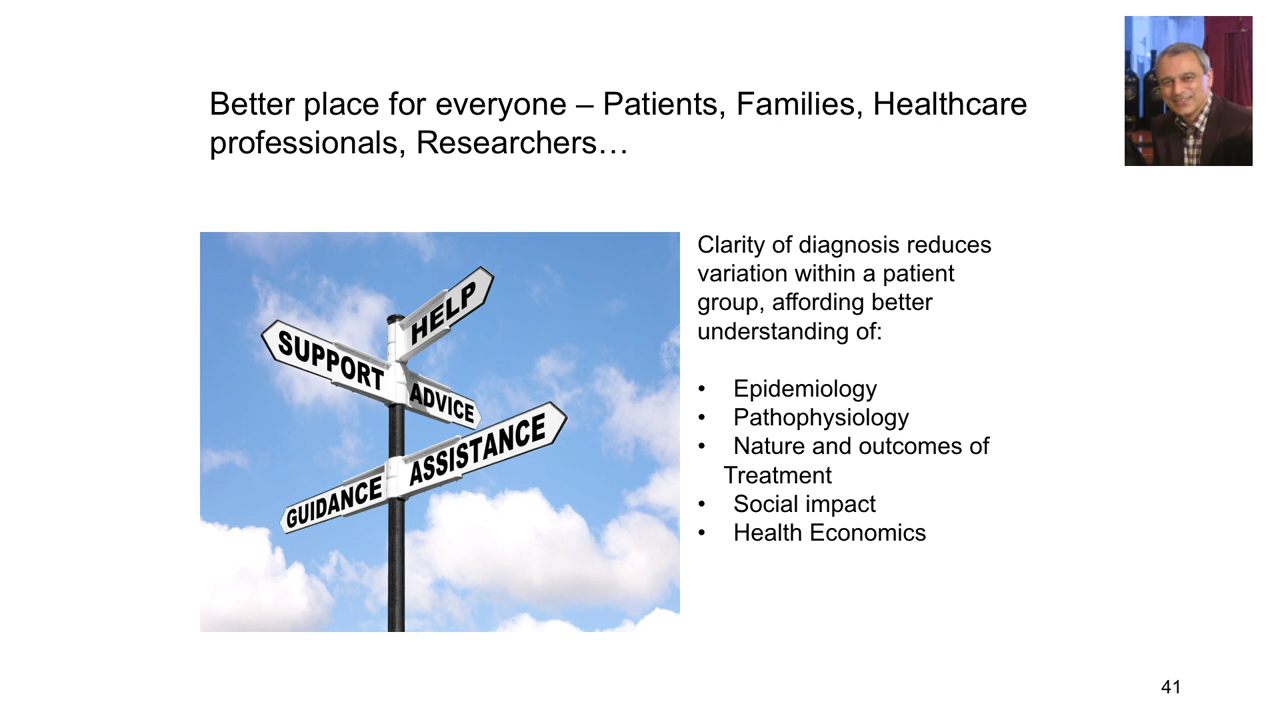 Better place for everyone – Patients, Families, Healthcare
professionals, Researchers…
HELP
SUPPORT
ADVICE
ASSISTANCE
GUIDANCE
Clarity of diagnosis reduces
variation within a patient
group, affording better
understanding of:
• Epidemiology
• Pathophysiology
• Nature and outcomes of
Treatment
• Social impact
• Health Economics
41